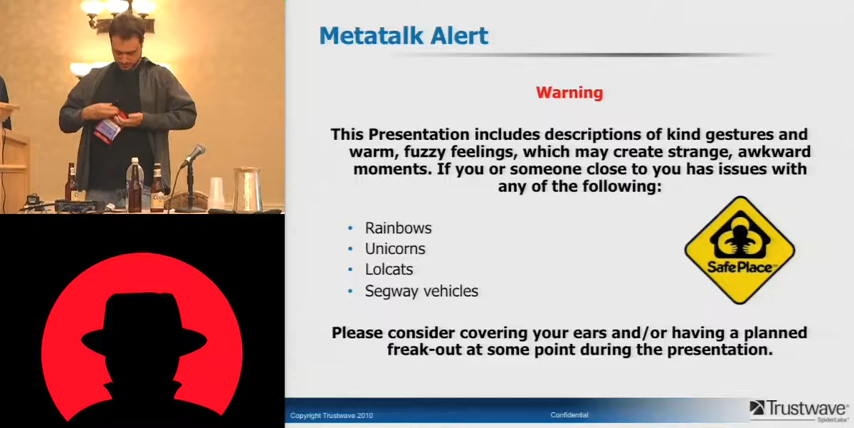 Metatalk Alert
Warning
This Presentation includes descriptions of kind gestures and
warm, fuzzy feelings, which may create strange, awkward
moments. If you or someone close to you has issues with
any of the following:
• Rainbows
• Unicorns
• Lolcats
• Segway vehicles
SafePlace
Please consider covering your ears and/or having a planned
freak-out at some point during the presentation.
Copyright Trustwave 2010
Confidential
Trustwave®
SpiderLabs®